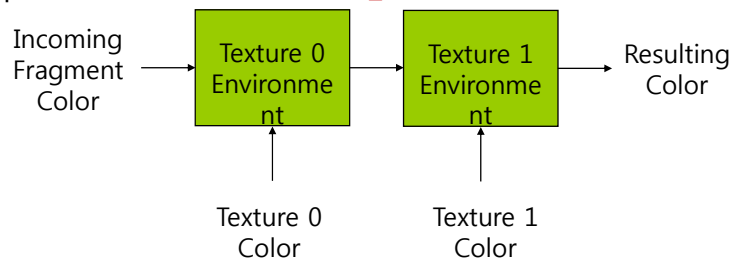 Incoming
Fragment
Color
Texture 0
Environme
nt
Texture 1
Environme
nt
Resulting
Color
Texture 0
Color
Texture 1
Color